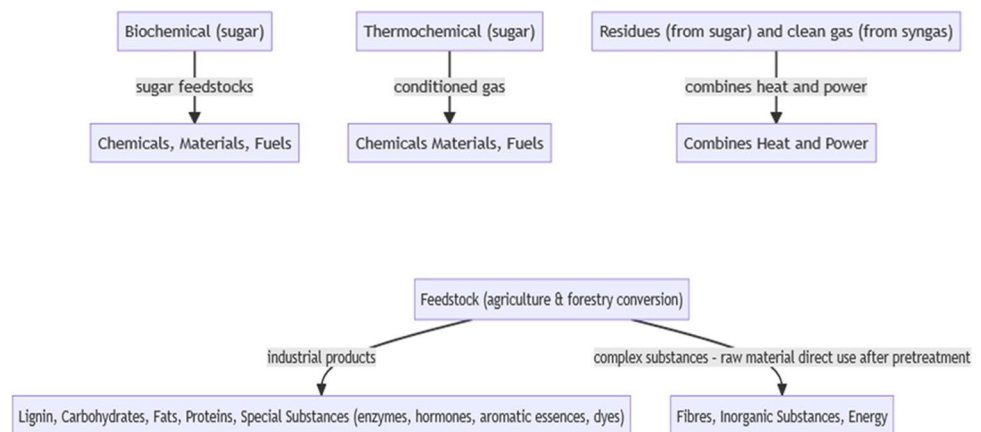 Biochemical (sugar)
Thermochemical (sugar)
Residues (from sugar) and clean gas (from syngas)
sugar feedstocks
conditioned gas
combines heat and power
Chemicals, Materials, Fuels
Chemicals Materials, Fuels
Combines Heat and Power
Feedstock (agriculture & forestry conversion)
industrial products
complex substances - raw material direct use after pretreatment
Lignin, Carbohydrates, Fats, Proteins, Special Substances (enzymes, hormones, aromatic essences, dyes)
Fibres, Inorganic Substances, Energy